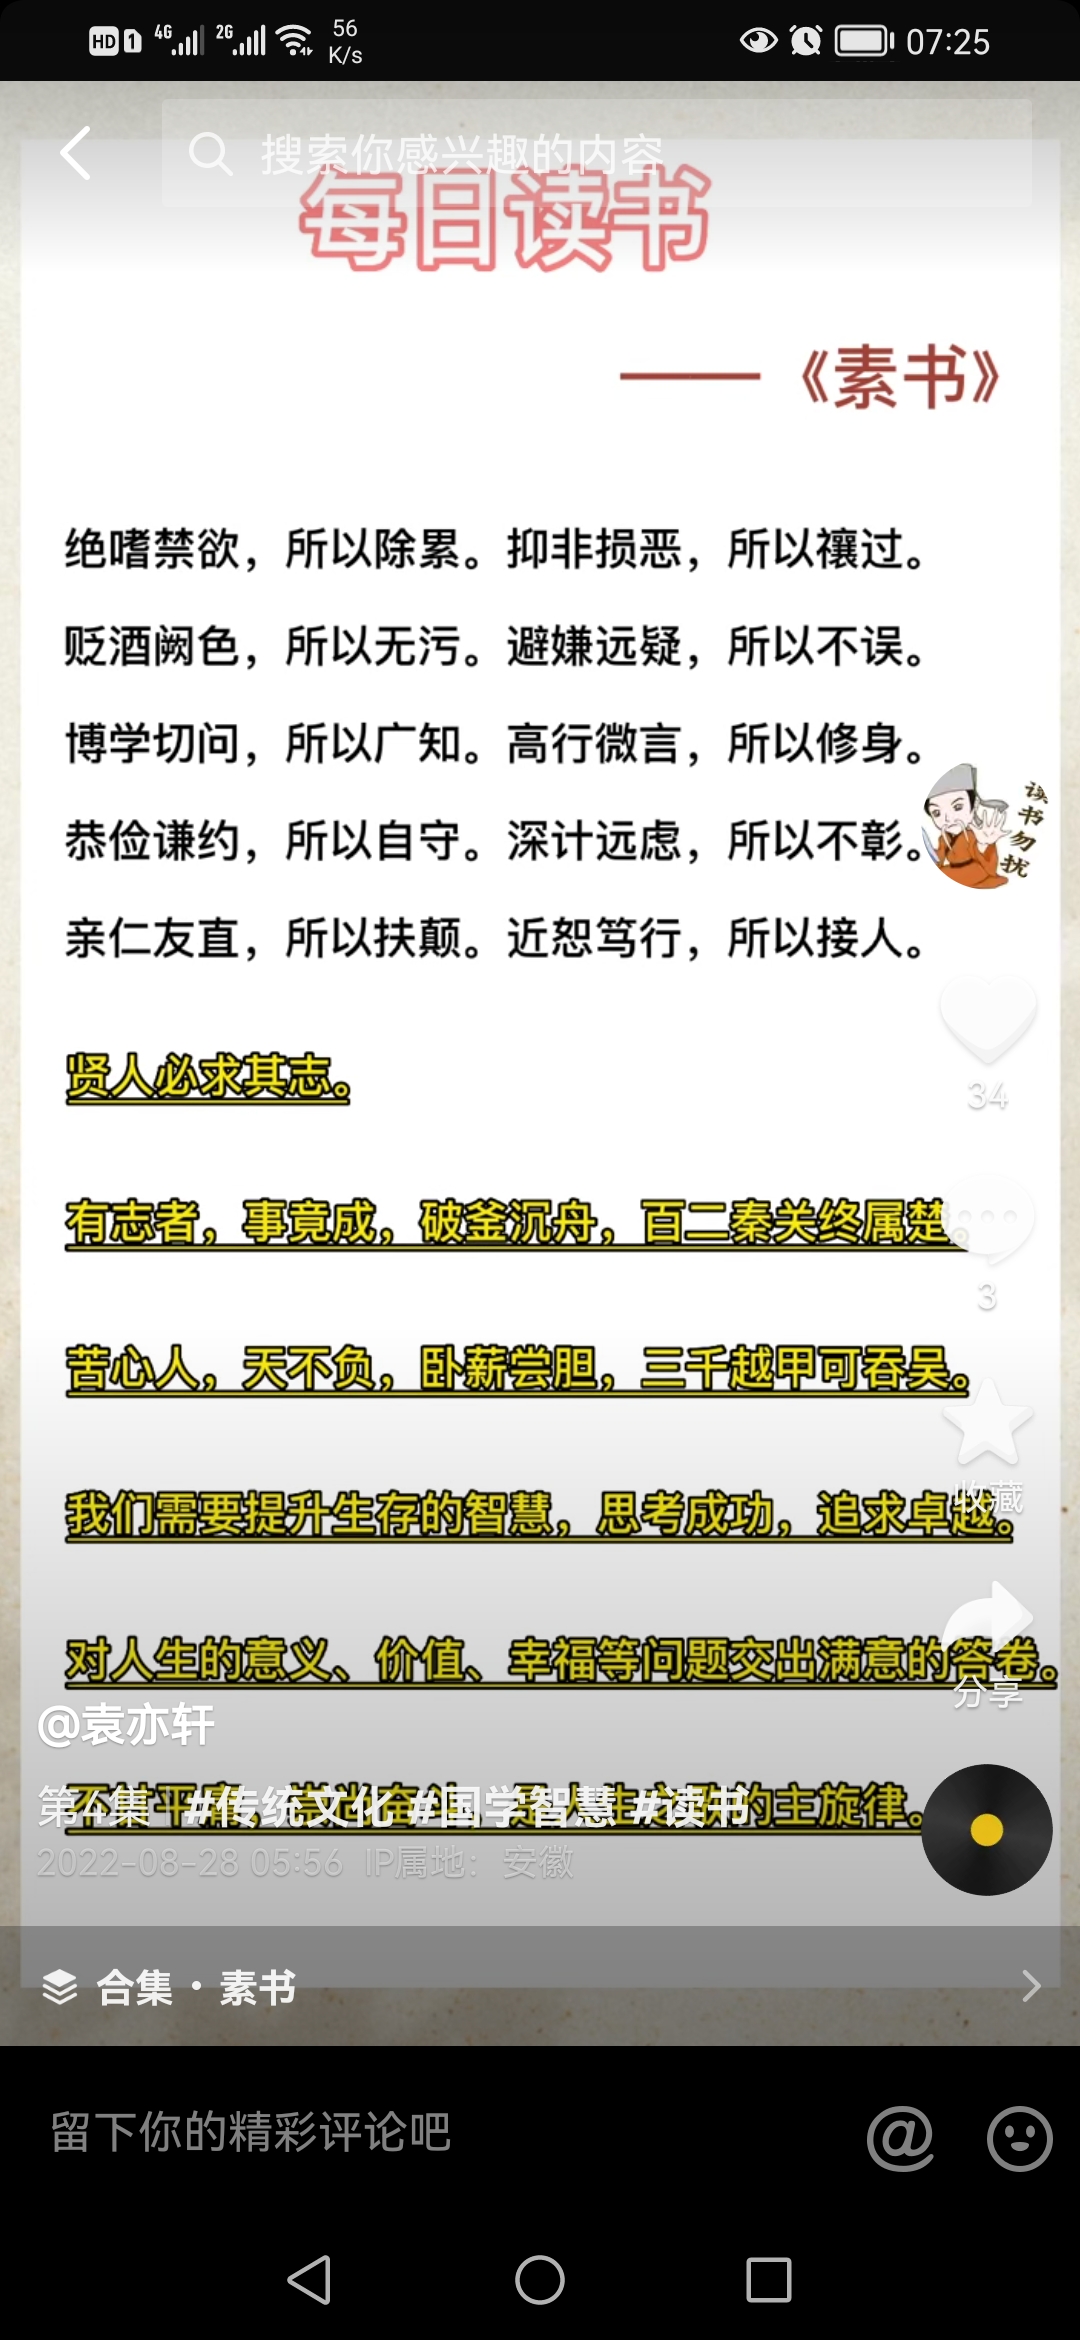 HD 1 4G 2G 56 K/s 07:25
搜索你感兴趣的内容
每日读书
——《素书》
绝嗜禁欲，所以除累。抑非损恶，所以禳过。
贬酒阙色，所以无污。避嫌远疑，所以不误。
博学切问，所以广知。高行微言，所以修身。
恭俭谦约，所以自守。深计远虑，所以不彰。
亲仁友直，所以扶颠。近恕笃行，所以接人。
读书勿扰
贤人必求其志。
34
有志者，事竟成，破釜沉舟，百二秦关终属楚。
3
苦心人，天不负，卧薪尝胆，三千越甲可吞吴。
收藏
我们需要提升生存的智慧，思考成功，追求卓越。
对人生的意义、价值、幸福等问题交出满意的答卷。
分享
@袁亦轩
的主旋律。
第4集 #传统文化 #国学智慧 #读书
2022-08-28 05:56 IP属地：安徽
合集·素书
留下你的精彩评论吧